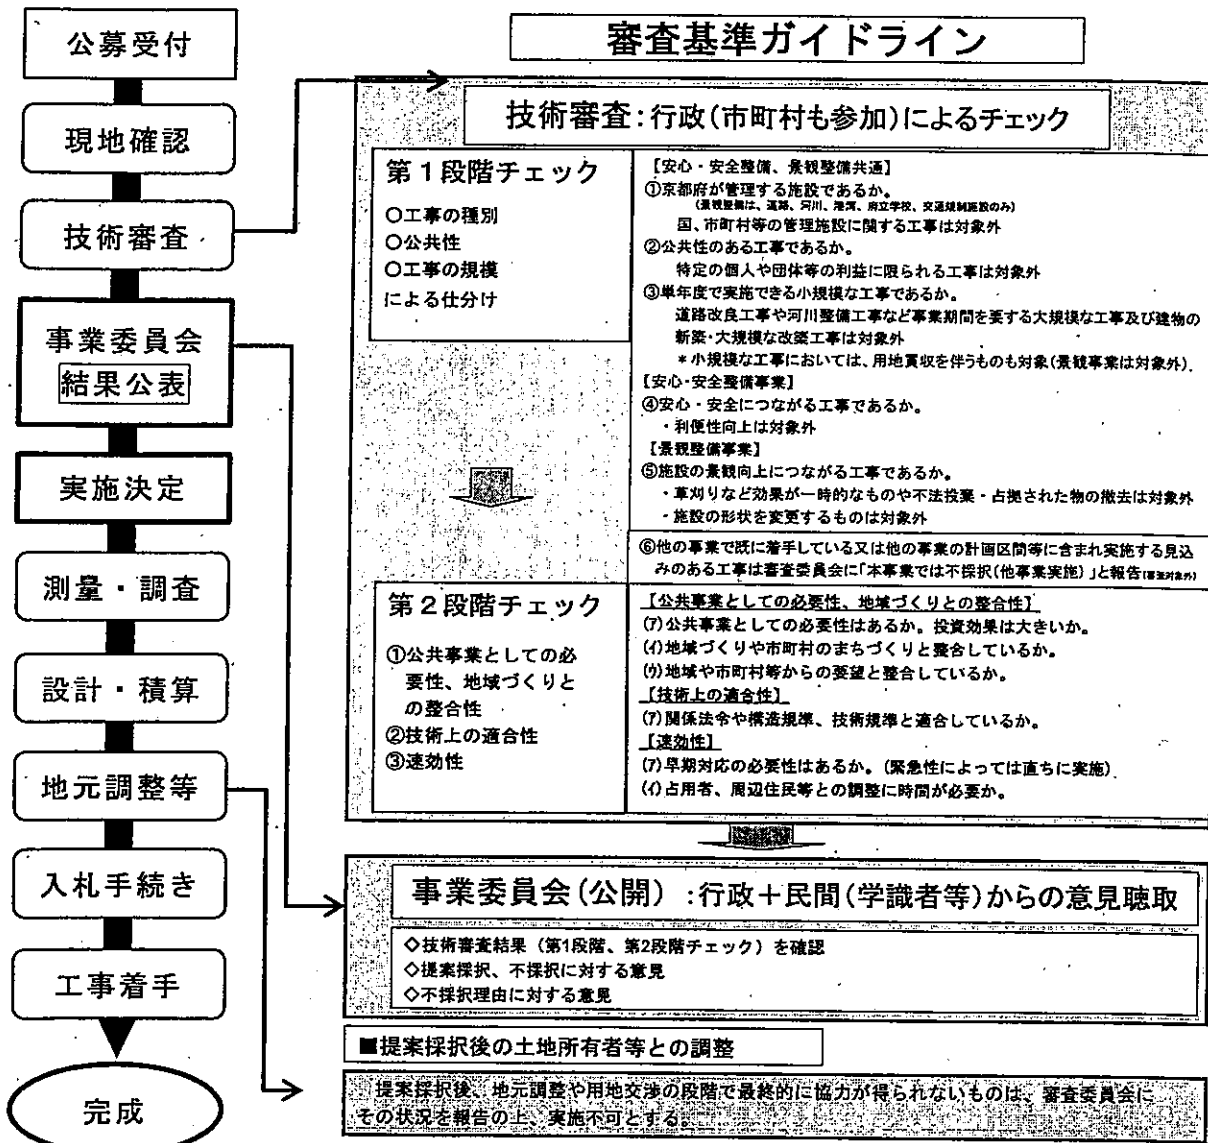 公募受付
現地確認
技術審査
事業委員会
結果公表
実施決定
測量・調査
設計・積算
地元調整等
入札手続き
工事着手
完成
審査基準ガイドライン
技術審査:行政(市町村も参加)によるチェック
第1段階チェック
○工事の種別
○公共性
○工事の規模
による仕分け
【安心・安全整備、景観整備共通】
①京都府が管理する施設であるか。
(景観整備は、道路、河川、港湾、府立学校、交通規制施設のみ)
国、市町村等の管理施設に関する工事は対象外
②公共性のある工事であるか。
特定の個人や団体等の利益に限られる工事は対象外
③単年度で実施できる小規模な工事であるか。
道路改良工事や河川整備工事など事業期間を要する大規模な工事及び建物の
新築・大規模な改築工事は対象外
*小規模な工事においては、用地買収を伴うものも対象(景観事業は対象外)
【安心・安全整備事業】
④安心・安全につながる工事であるか。
・利便性向上は対象外
【景観整備事業】
⑤施設の景観向上につながる工事であるか。
・草刈りなど効果が一時的なものや不法投棄・占拠された物の撤去は対象外
・施設の形状を変更するものは対象外
⑥他の事業で既に着手している又は他の事業の計画区間等に含まれ実施する見込
みのある工事は審査委員会に「本事業では不採択(他事業実施)」と報告(審査対象外)
第2段階チェック
①公共事業としての必
要性、地域づくりと
の整合性
②技術上の適合性
③速効性
【公共事業としての必要性、地域づくりとの整合性】
(ｱ)公共事業としての必要性はあるか。投資効果は大きいか。
(ｲ)地域づくりや市町村のまちづくりと整合しているか。
(ｳ)地域や市町村等からの要望と整合しているか。
【技術上の適合性】
(ｱ)関係法令や構造規準、技術規準と適合しているか。
【速効性】
(ｱ)早期対応の必要性はあるか。(緊急性によっては直ちに実施)
(ｲ)占用者、周辺住民等との調整に時間が必要か。
事業委員会(公開):行政+民間(学識者等)からの意見聴取
◇技術審査結果(第1段階、第2段階チェック)を確認
◇提案採択、不採択に対する意見
◇不採択理由に対する意見
■提案採択後の土地所有者等との調整
提案採択後、地元調整や用地交渉の段階で最終的に協力が得られないものは、審査委員会に
その状況を報告の上、実施不可とする。